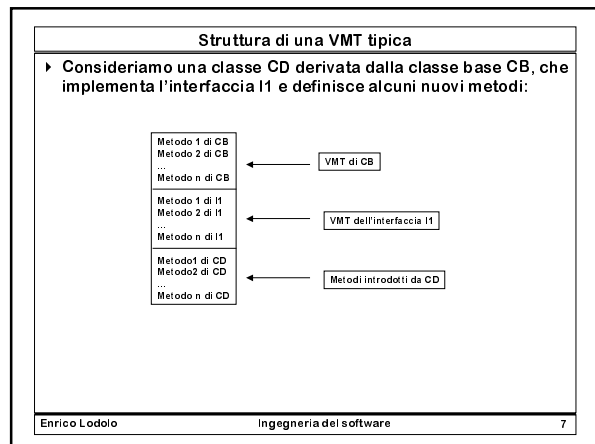 Struttura di una VMT tipica
Consideriamo una classe CD derivata dalla classe base CB, che
implementa l'interfaccia I1 e definisce alcuni nuovi metodi:
Metodo 1 di CB
Metodo 2 di CB
...
Metodo n di CB
VMT di CB
Metodo 1 di I1
Metodo 2 di I1
...
Metodo n di I1
VMT dell'interfaccia I1
Metodo1 di CD
Metodo2 di CD
...
Metodo n di CD
Metodi introdotti da CD
Enrico Lodolo Ingegneria del software 7